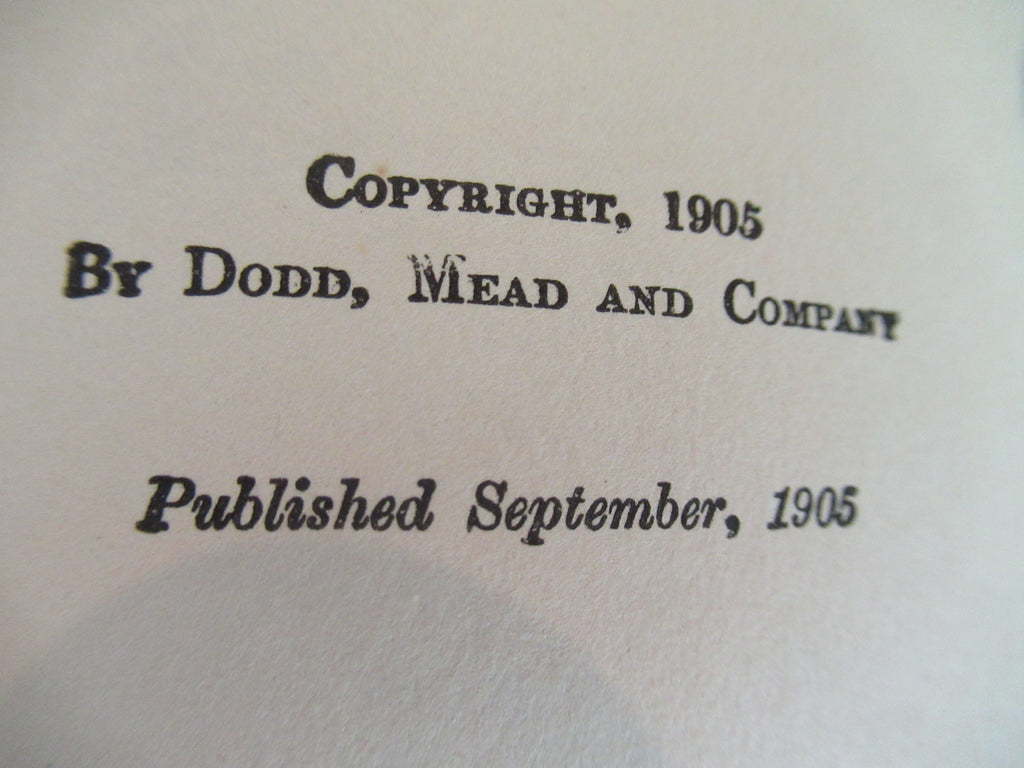 COPYRIGHT, 1905
BY DODD, MEAD AND COMPANY
Published September, 1905